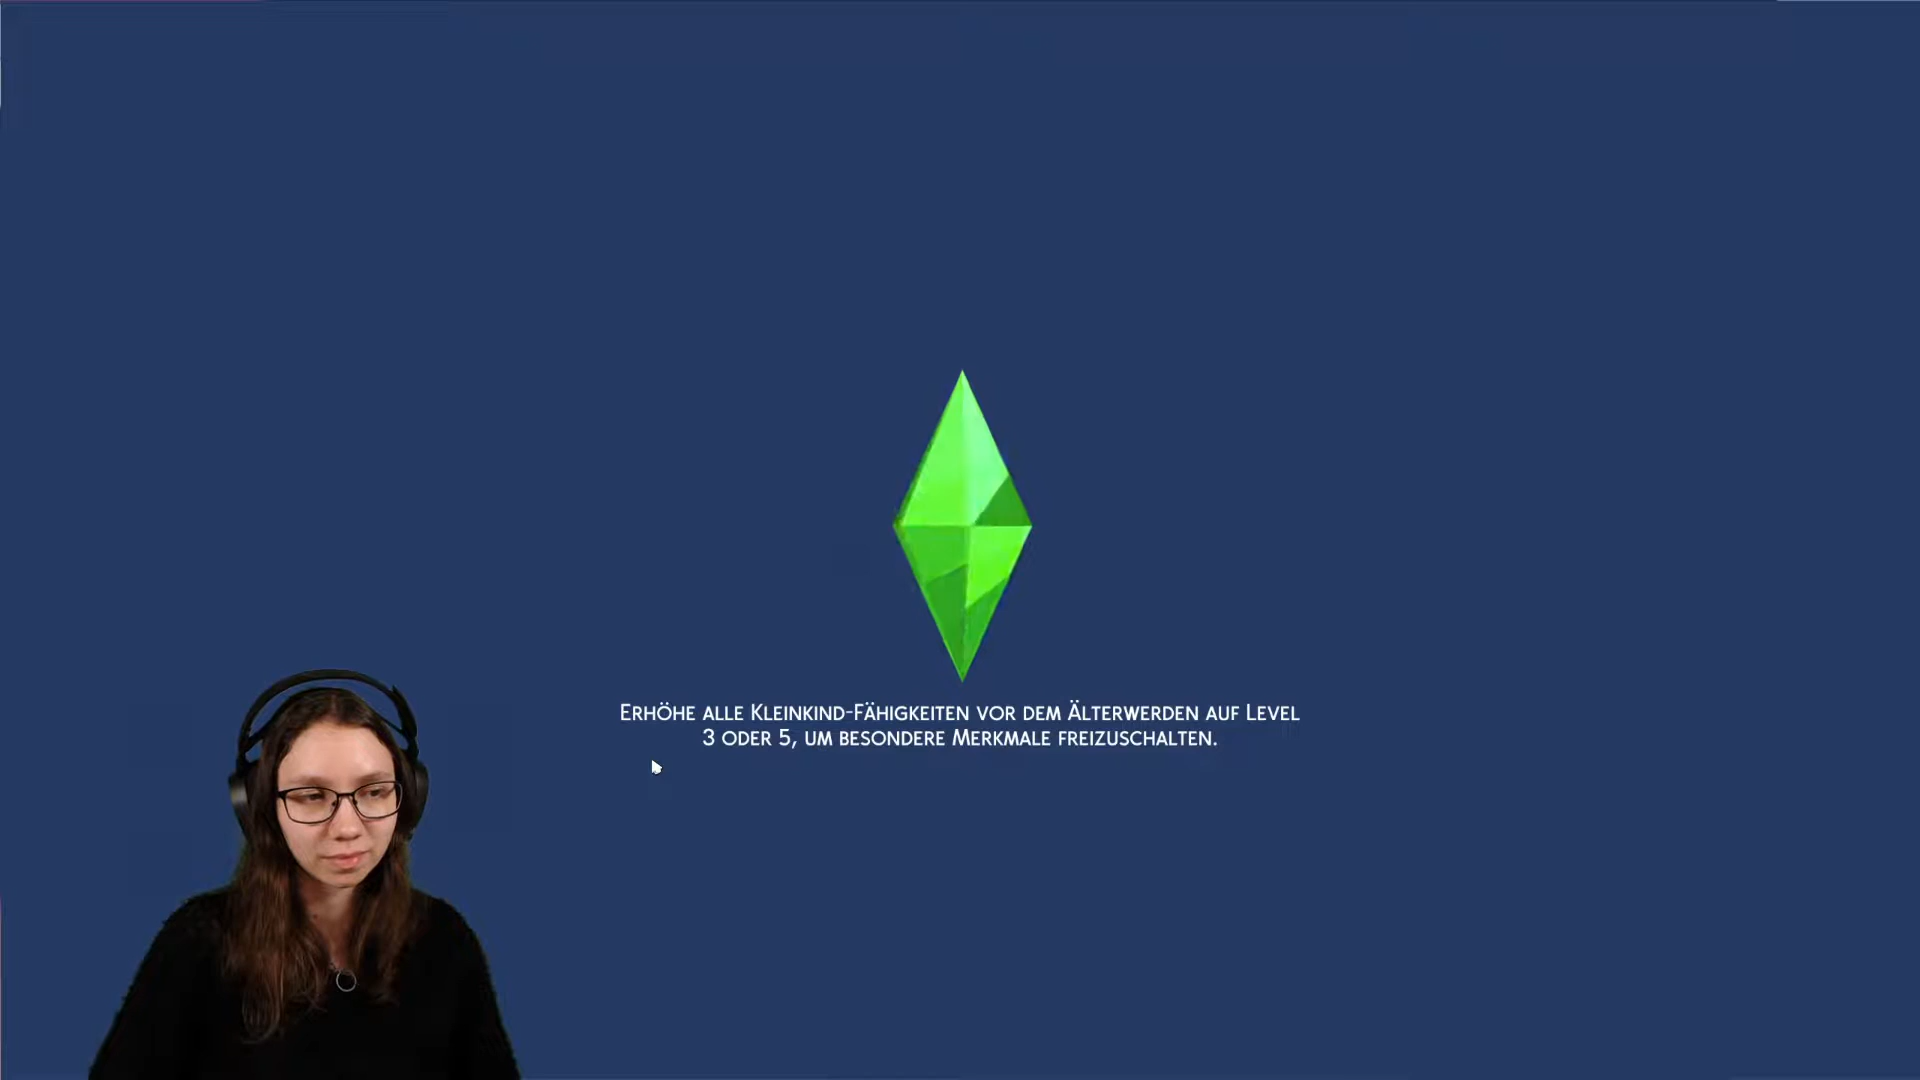 Erhöhe alle Kleinkind-Fähigkeiten vor dem Älterwerden auf Level
3 oder 5, um besondere Merkmale freizuschalten.